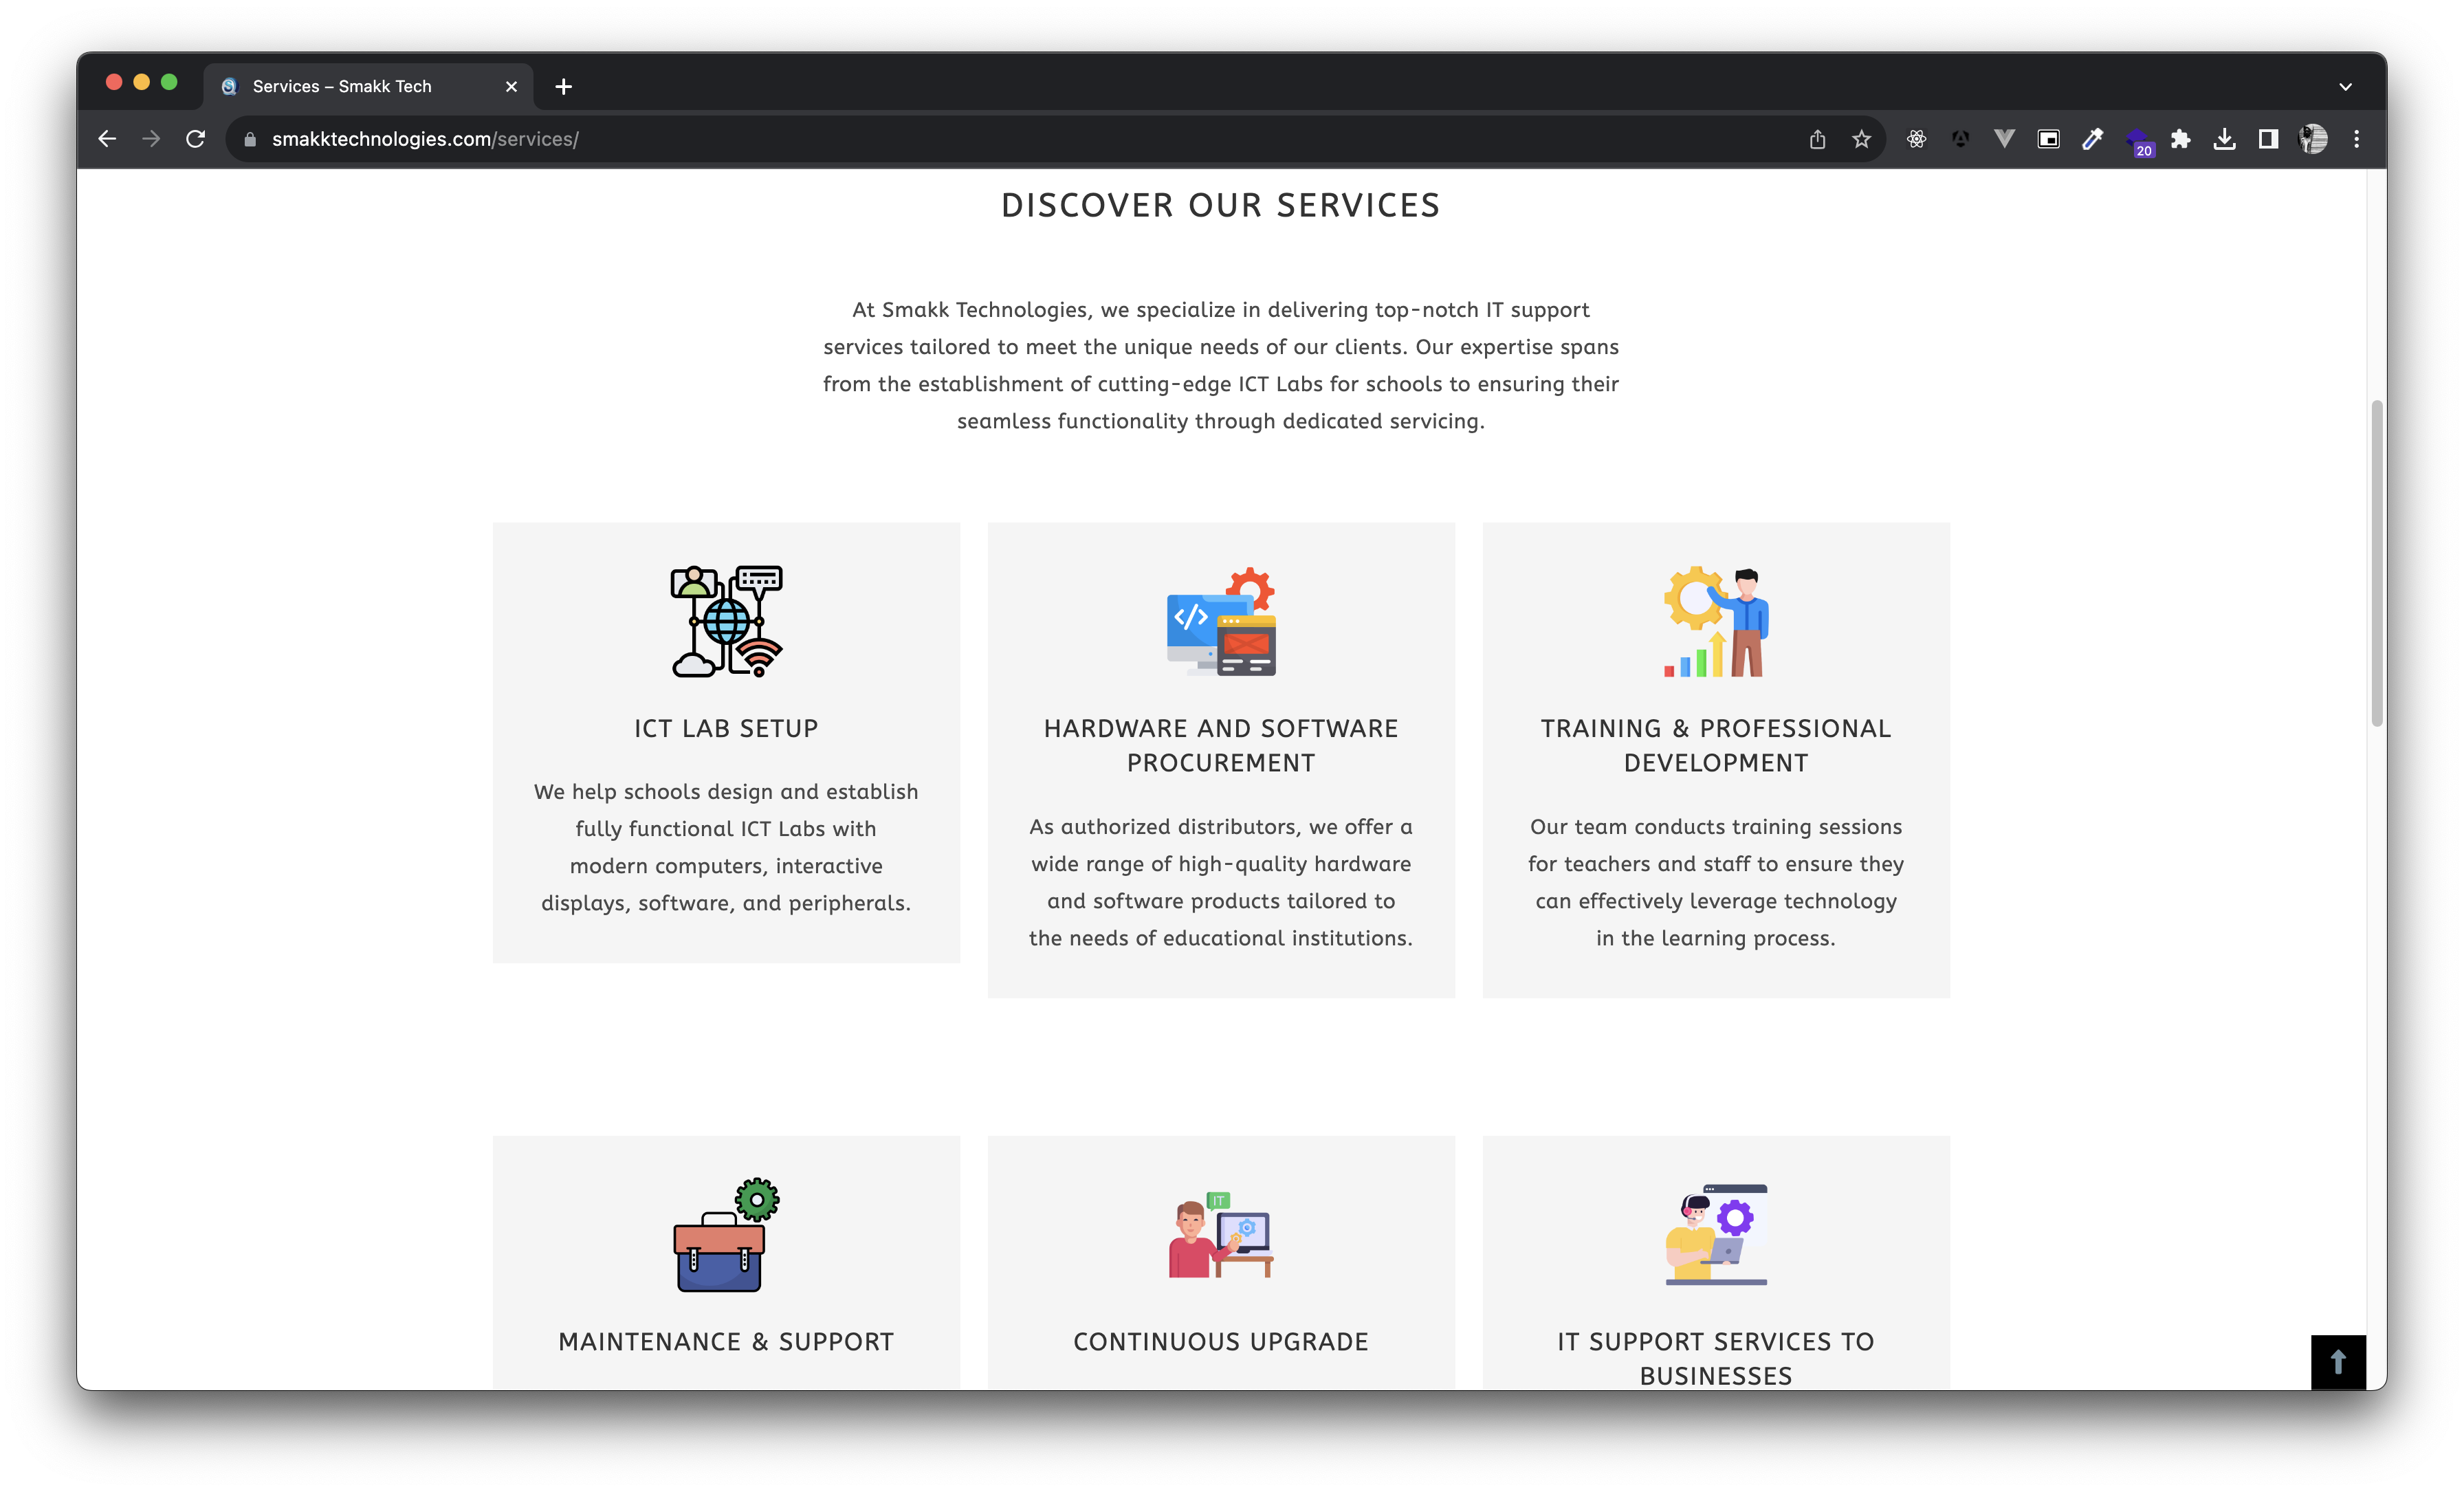 Services – Smakk Tech
smakktechnologies.com/services/
20
DISCOVER OUR SERVICES
At Smakk Technologies, we specialize in delivering top-notch IT support
services tailored to meet the unique needs of our clients. Our expertise spans
from the establishment of cutting-edge ICT Labs for schools to ensuring their
seamless functionality through dedicated servicing.
</>
ICT LAB SETUP
We help schools design and establish
fully functional ICT Labs with
modern computers, interactive
displays, software, and peripherals.
HARDWARE AND SOFTWARE
PROCUREMENT
As authorized distributors, we offer a
wide range of high-quality hardware
and software products tailored to
the needs of educational institutions.
TRAINING & PROFESSIONAL
DEVELOPMENT
Our team conducts training sessions
for teachers and staff to ensure they
can effectively leverage technology
in the learning process.
IT
MAINTENANCE & SUPPORT
CONTINUOUS UPGRADE
IT SUPPORT SERVICES TO
BUSINESSES